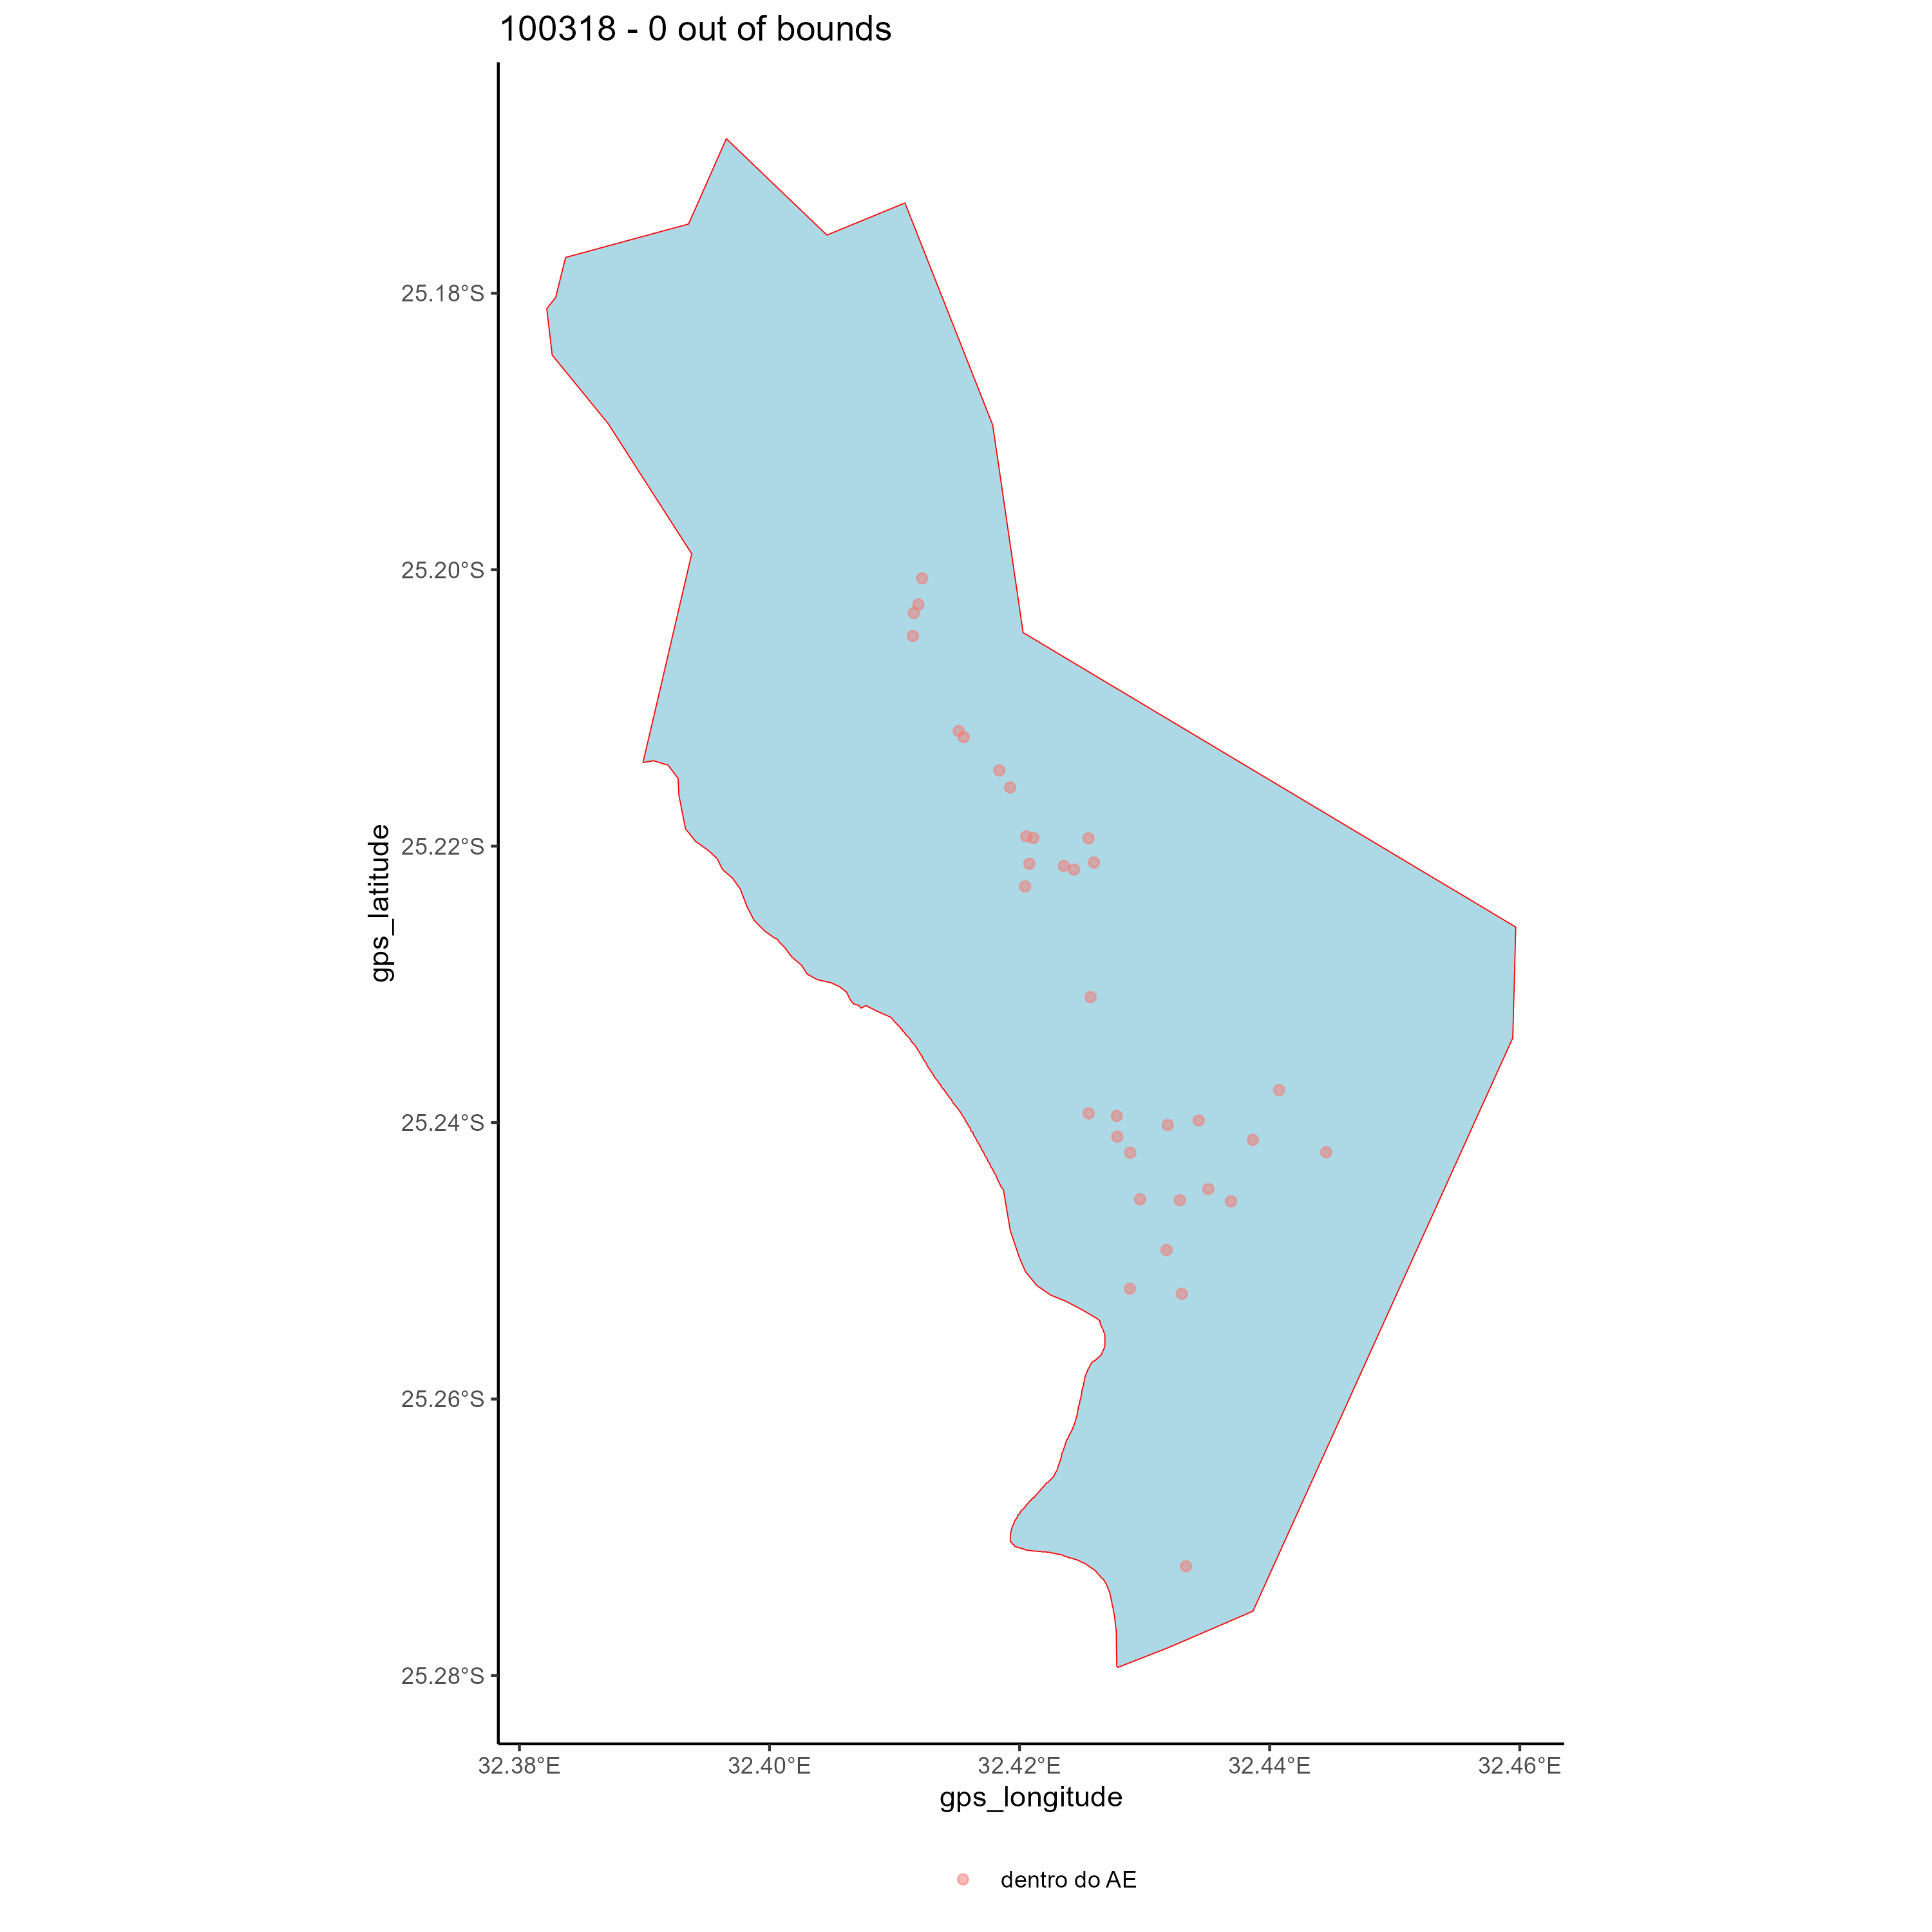 100318 - 0 out of bounds
25.18°S
25.20°S
25.22°S
25.24°S
25.26°S
25.28°S
gps_latitude
32.38°E
32.40°E
32.42°E
32.44°E
32.46°E
gps_longitude
dentro do AE